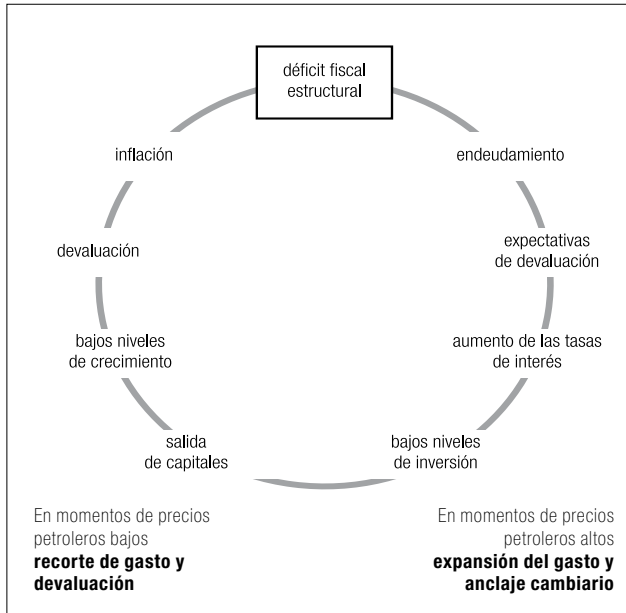 déficit fiscal
estructural
endeudamiento
expectativas
de devaluación
aumento de las tasas
de interés
bajos niveles
de inversión
salida
de capitales
bajos niveles
de crecimiento
devaluación
inflación
En momentos de precios
petroleros bajos
recorte de gasto y
devaluación
En momentos de precios
petroleros altos
expansión del gasto y
anclaje cambiario